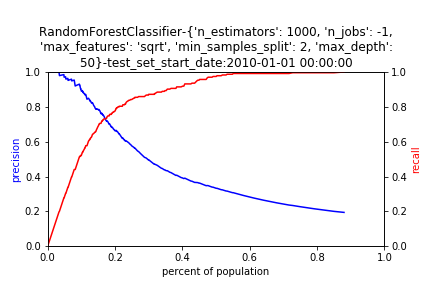 RandomForestClassifier-{'n_estimators': 1000, 'n_jobs': -1,
'max_features': 'sqrt', 'min_samples_split': 2, 'max_depth':
50}-test_set_start_date:2010-01-01 00:00:00
1.0
0.8
0.6
0.4
0.2
0.0
precision
1.0
0.8
0.6
0.4
0.2
0.0
recall
0.0 0.2 0.4 0.6 0.8 1.0
percent of population